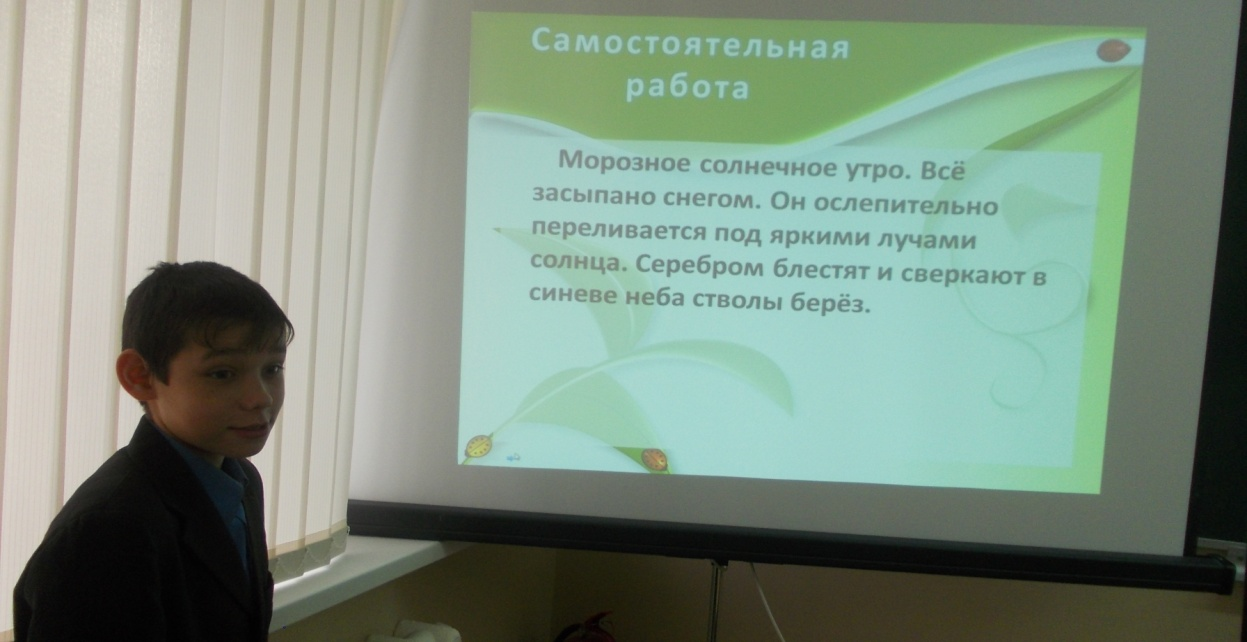 Самостоятельная
работа
Морозное солнечное утро. Всё
засыпано снегом. Он ослепительно
переливается под яркими лучами
солнца. Серебром блестят и сверкают в
синеве неба стволы берёз.